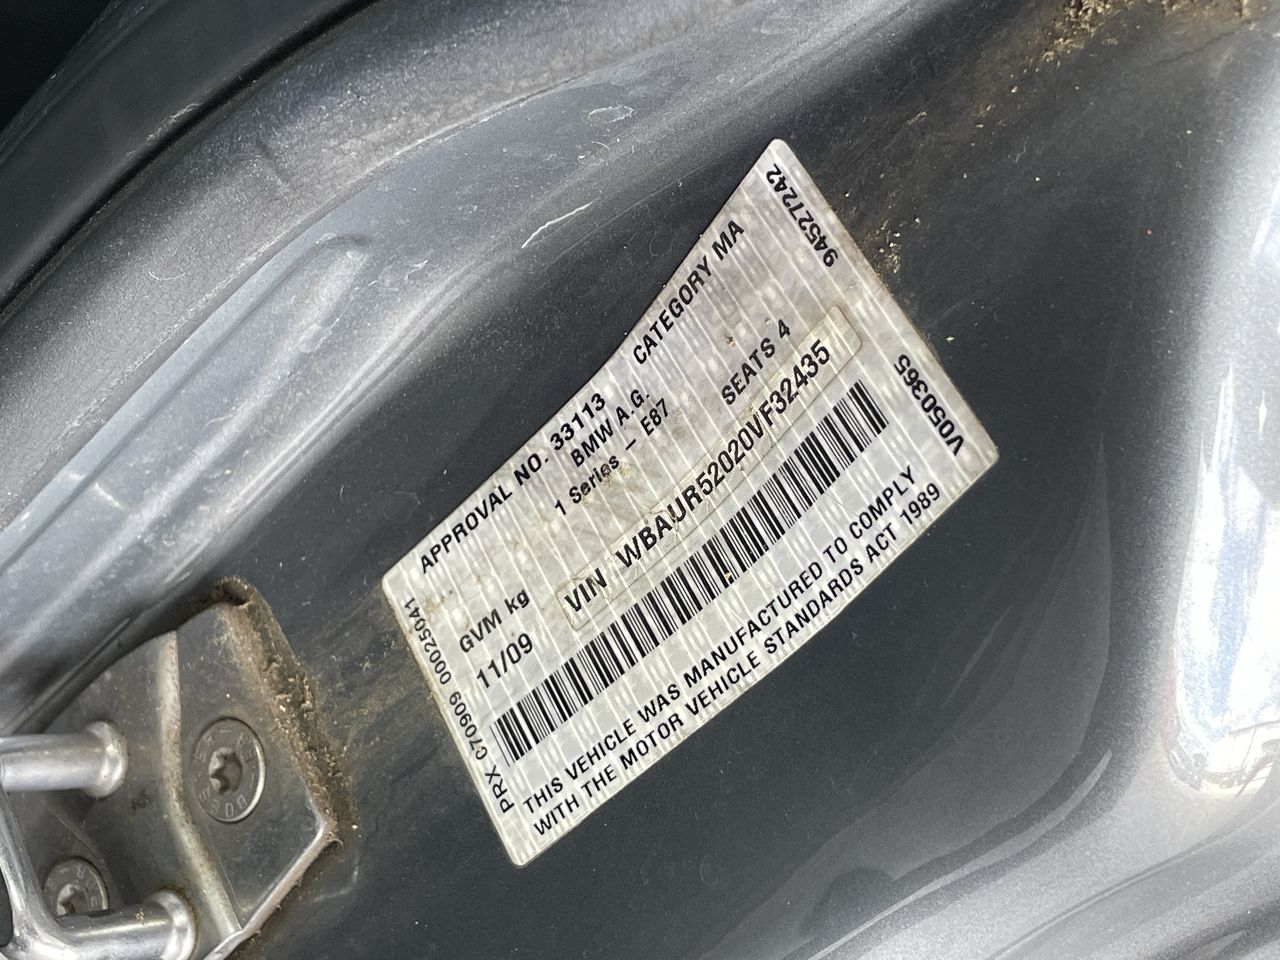 APPROVAL NO. 33113 CATEGORY MA
BMW A.G.
1 Series – E87
GVM kg SEATS 4
11/09
VIN WBAUR52020VF32435
THIS VEHICLE WAS MANUFACTURED TO COMPLY
WITH THE MOTOR VEHICLE STANDARDS ACT 1989
PRX C70909 00025041
94527242
V050365